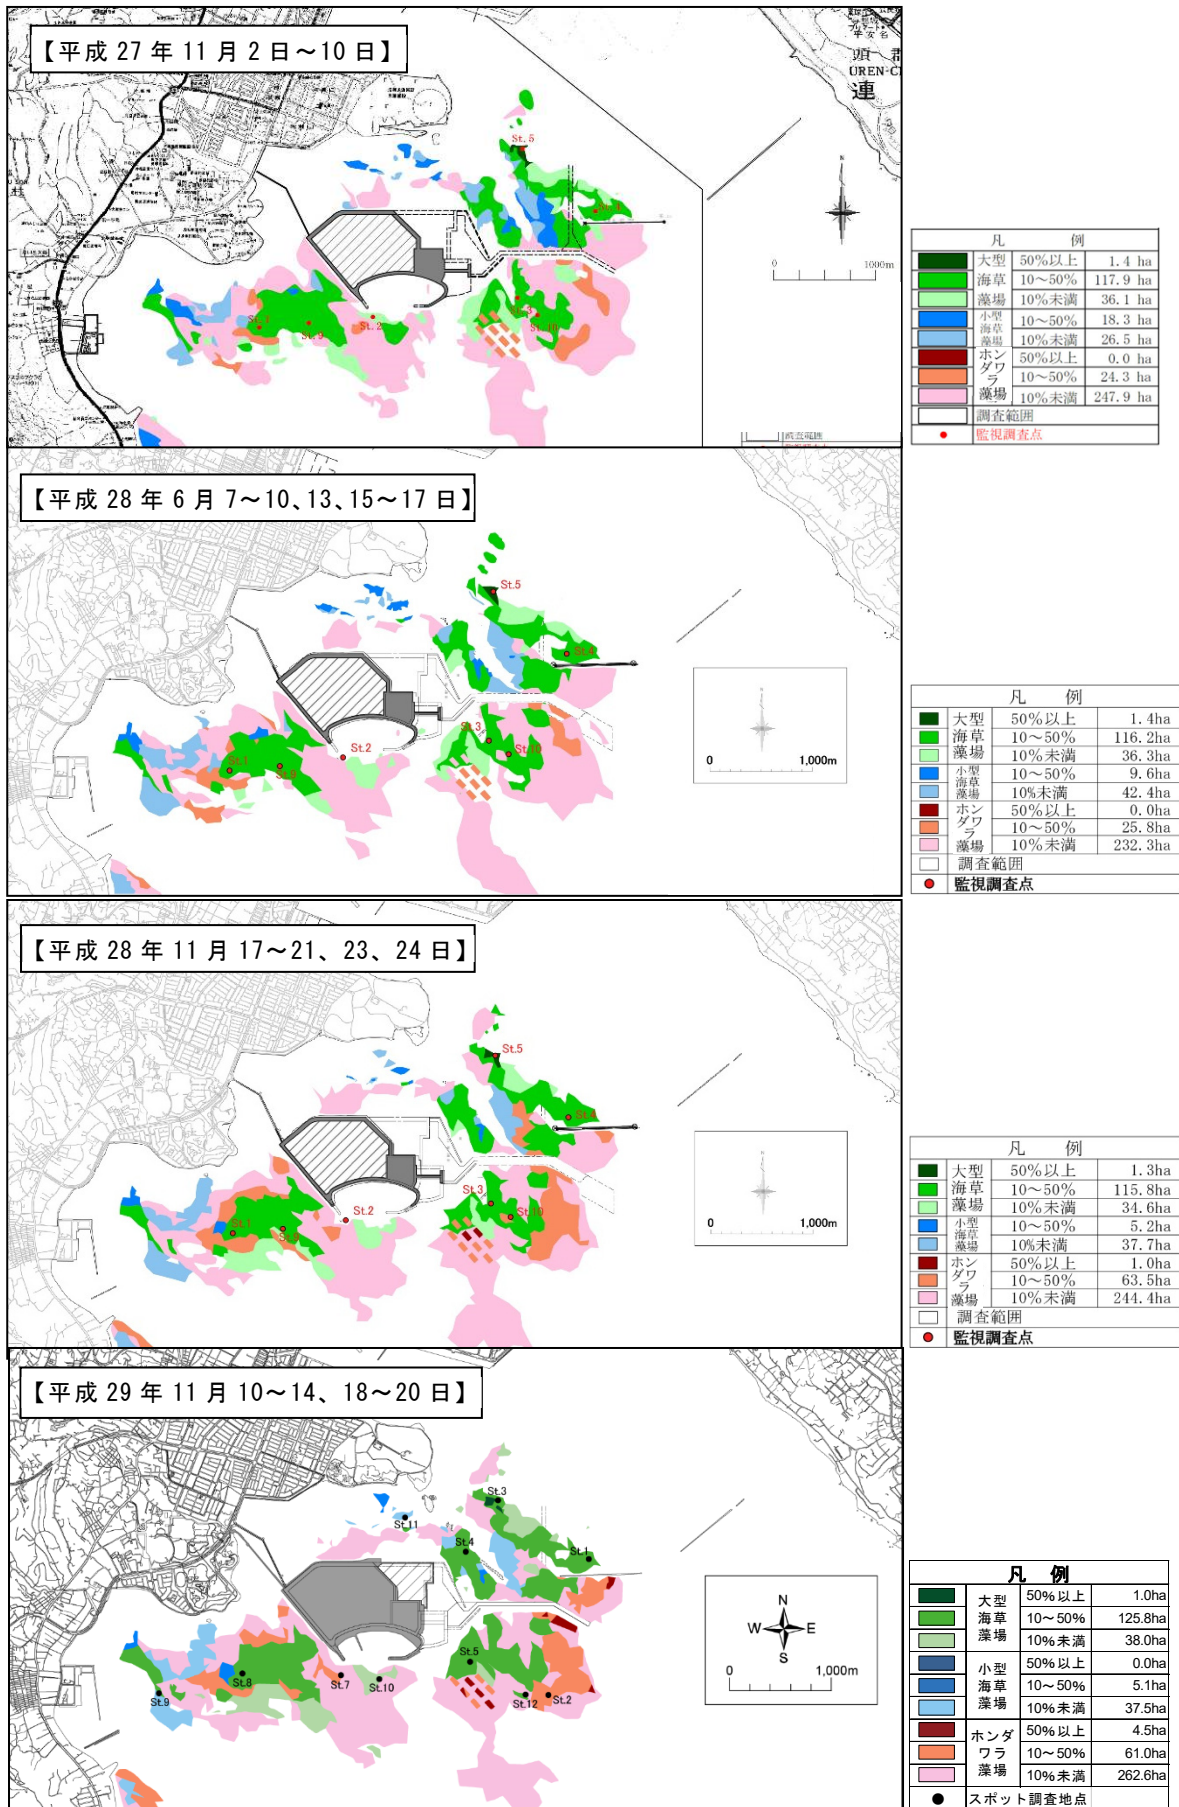 【平成 27 年 11 月 2 日～10 日】
平安名
UREN-C
連
St.5
St.4
St.3
St.10
St.1
St.9
St.2
N
0 1000m
凡 例
大型海草藻場 50%以上 1.4 ha
10～50% 117.9 ha
10%未満 36.1 ha
小型海草藻場 10～50% 18.3 ha
10%未満 26.5 ha
ホンダワラ藻場 50%以上 0.0 ha
10～50% 24.3 ha
10%未満 247.9 ha
調査範囲
監視調査点
調査範囲
【平成 28 年 6 月 7～10、13、15～17 日】
St.5
St.4
St.3
St.10
St.2
St.1
St.9
N
0 1,000m
凡 例
大型海草藻場 50%以上 1.4ha
10～50% 116.2ha
10%未満 36.3ha
小型海草藻場 10～50% 9.6ha
10%未満 42.4ha
ホンダワラ藻場 50%以上 0.0ha
10～50% 25.8ha
10%未満 232.3ha
調査範囲
監視調査点
【平成 28 年 11 月 17～21、23、24 日】
St.5
St.4
St.3
St.10
St.2
St.1
St.9
N
0 1,000m
凡 例
大型海草藻場 50%以上 1.3ha
10～50% 115.8ha
10%未満 34.6ha
小型海草藻場 10～50% 5.2ha
10%未満 37.7ha
ホンダワラ藻場 50%以上 1.0ha
10～50% 63.5ha
10%未満 244.4ha
調査範囲
監視調査点
【平成 29 年 11 月 10～14、18～20 日】
St.3
St.11
St.4
St.1
St.5
St.8
St.7
St.10
St.9
St.12
St.2
N
W E
S
0 1,000m
凡 例
大型海草藻場 50%以上 1.0ha
10～50% 125.8ha
10%未満 38.0ha
小型海草藻場 50%以上 0.0ha
10～50% 5.1ha
10%未満 37.5ha
ホンダワラ藻場 50%以上 4.5ha
10～50% 61.0ha
10%未満 262.6ha
スポット調査地点